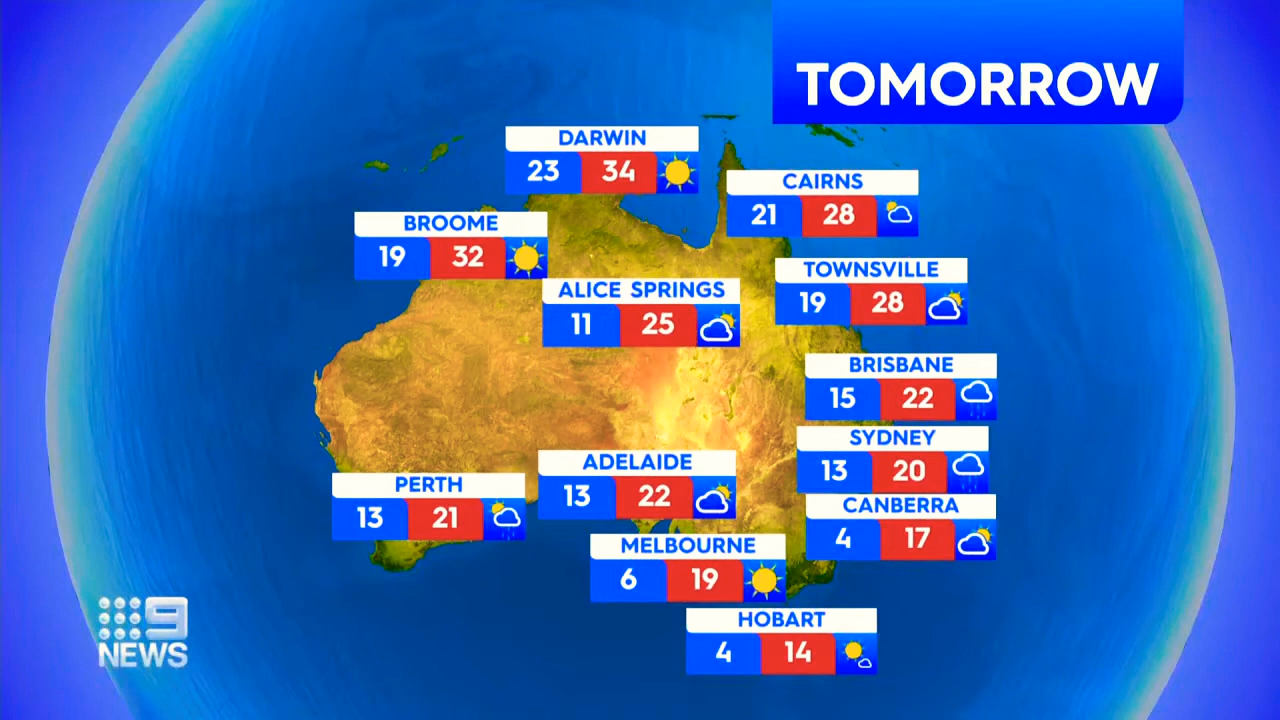 TOMORROW
DARWIN
23 34
CAIRNS
21 28
BROOME
19 32
TOWNSVILLE
19 28
ALICE SPRINGS
11 25
BRISBANE
15 22
SYDNEY
13 20
ADELAIDE
13 22
PERTH
13 21
CANBERRA
4 17
MELBOURNE
6 19
HOBART
4 14
9
NEWS